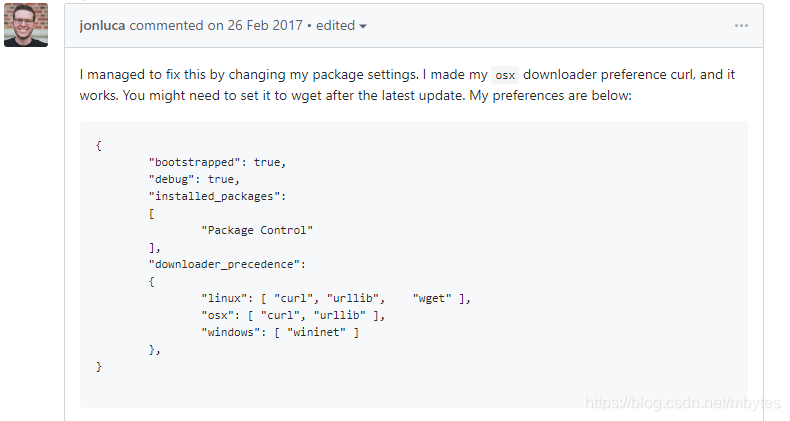 jonluca commented on 26 Feb 2017 • edited
I managed to fix this by changing my package settings. I made my osx downloader preference curl, and it
works. You might need to set it to wget after the latest update. My preferences are below:
{
"bootstrapped": true,
"debug": true,
"installed_packages":
[
"Package Control"
],
"downloader_precedence":
{
"linux": [ "curl", "urllib", "wget" ],
"osx": [ "curl", "urllib" ],
"windows": [ "wininet" ]
},
}
https://blog.csdn.net/mbytes